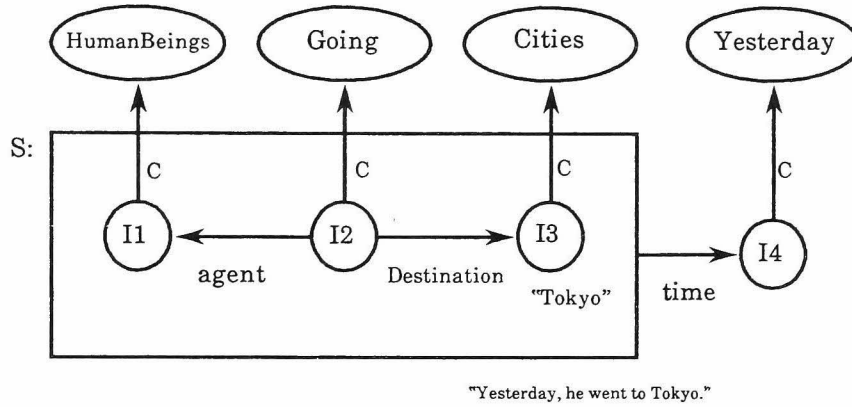 HumanBeings
Going
Cities
Yesterday
S:
C
C
C
C
I1
I2
I3
I4
agent
Destination
"Tokyo"
time
"Yesterday, he went to Tokyo."